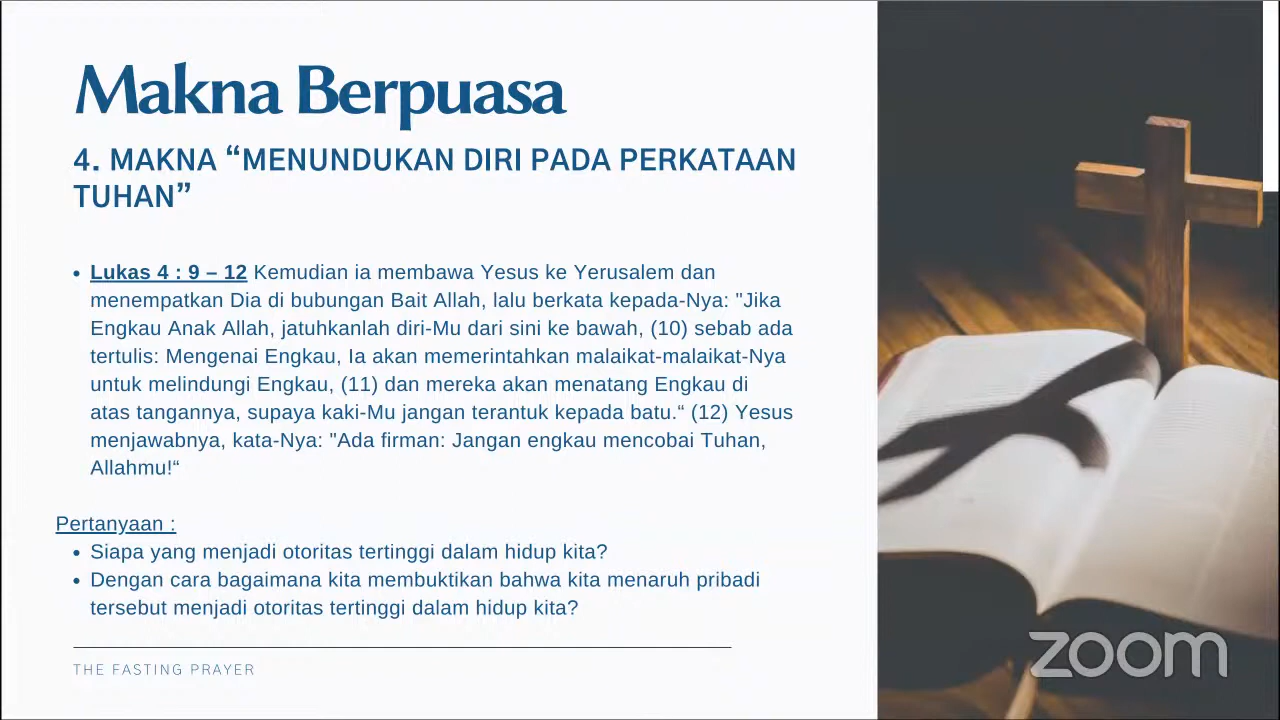 Makna Berpuasa
4. MAKNA “MENUNDUKAN DIRI PADA PERKATAAN
TUHAN”
• Lukas 4 : 9 – 12 Kemudian ia membawa Yesus ke Yerusalem dan
menempatkan Dia di bubungan Bait Allah, lalu berkata kepada-Nya: "Jika
Engkau Anak Allah, jatuhkanlah diri-Mu dari sini ke bawah, (10) sebab ada
tertulis: Mengenai Engkau, Ia akan memerintahkan malaikat-malaikat-Nya
untuk melindungi Engkau, (11) dan mereka akan menatang Engkau di
atas tangannya, supaya kaki-Mu jangan terantuk kepada batu.“ (12) Yesus
menjawabnya, kata-Nya: "Ada firman: Jangan engkau mencobai Tuhan,
Allahmu!“
Pertanyaan :
• Siapa yang menjadi otoritas tertinggi dalam hidup kita?
• Dengan cara bagaimana kita membuktikan bahwa kita menaruh pribadi
tersebut menjadi otoritas tertinggi dalam hidup kita?
THE FASTING PRAYER
zoom